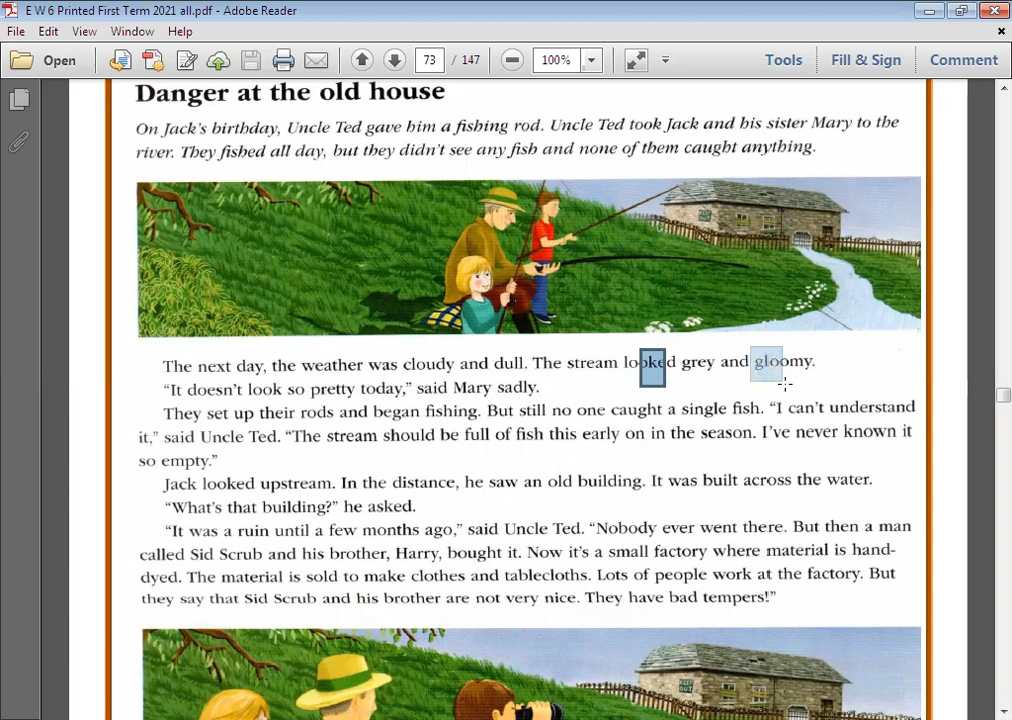 E W 6 Printed First Term 2021 all.pdf - Adobe Reader
File Edit View Window Help
Open 73 / 147 100% Tools Fill & Sign Comment
Danger at the old house
On Jack's birthday, Uncle Ted gave him a fishing rod. Uncle Ted took Jack and his sister Mary to the
river. They fished all day, but they didn't see any fish and none of them caught anything.
The next day, the weather was cloudy and dull. The stream looked grey and gloomy.
"It doesn't look so pretty today," said Mary sadly.
They set up their rods and began fishing. But still no one caught a single fish. "I can't understand
it," said Uncle Ted. "The stream should be full of fish this early on in the season. I've never known it
so empty."
Jack looked upstream. In the distance, he saw an old building. It was built across the water.
"What's that building?" he asked.
"It was a ruin until a few months ago," said Uncle Ted. "Nobody ever went there. But then a man
called Sid Scrub and his brother, Harry, bought it. Now it's a small factory where material is hand-
dyed. The material is sold to make clothes and tablecloths. Lots of people work at the factory. But
they say that Sid Scrub and his brother are not very nice. They have bad tempers!"
KEEP
OUT